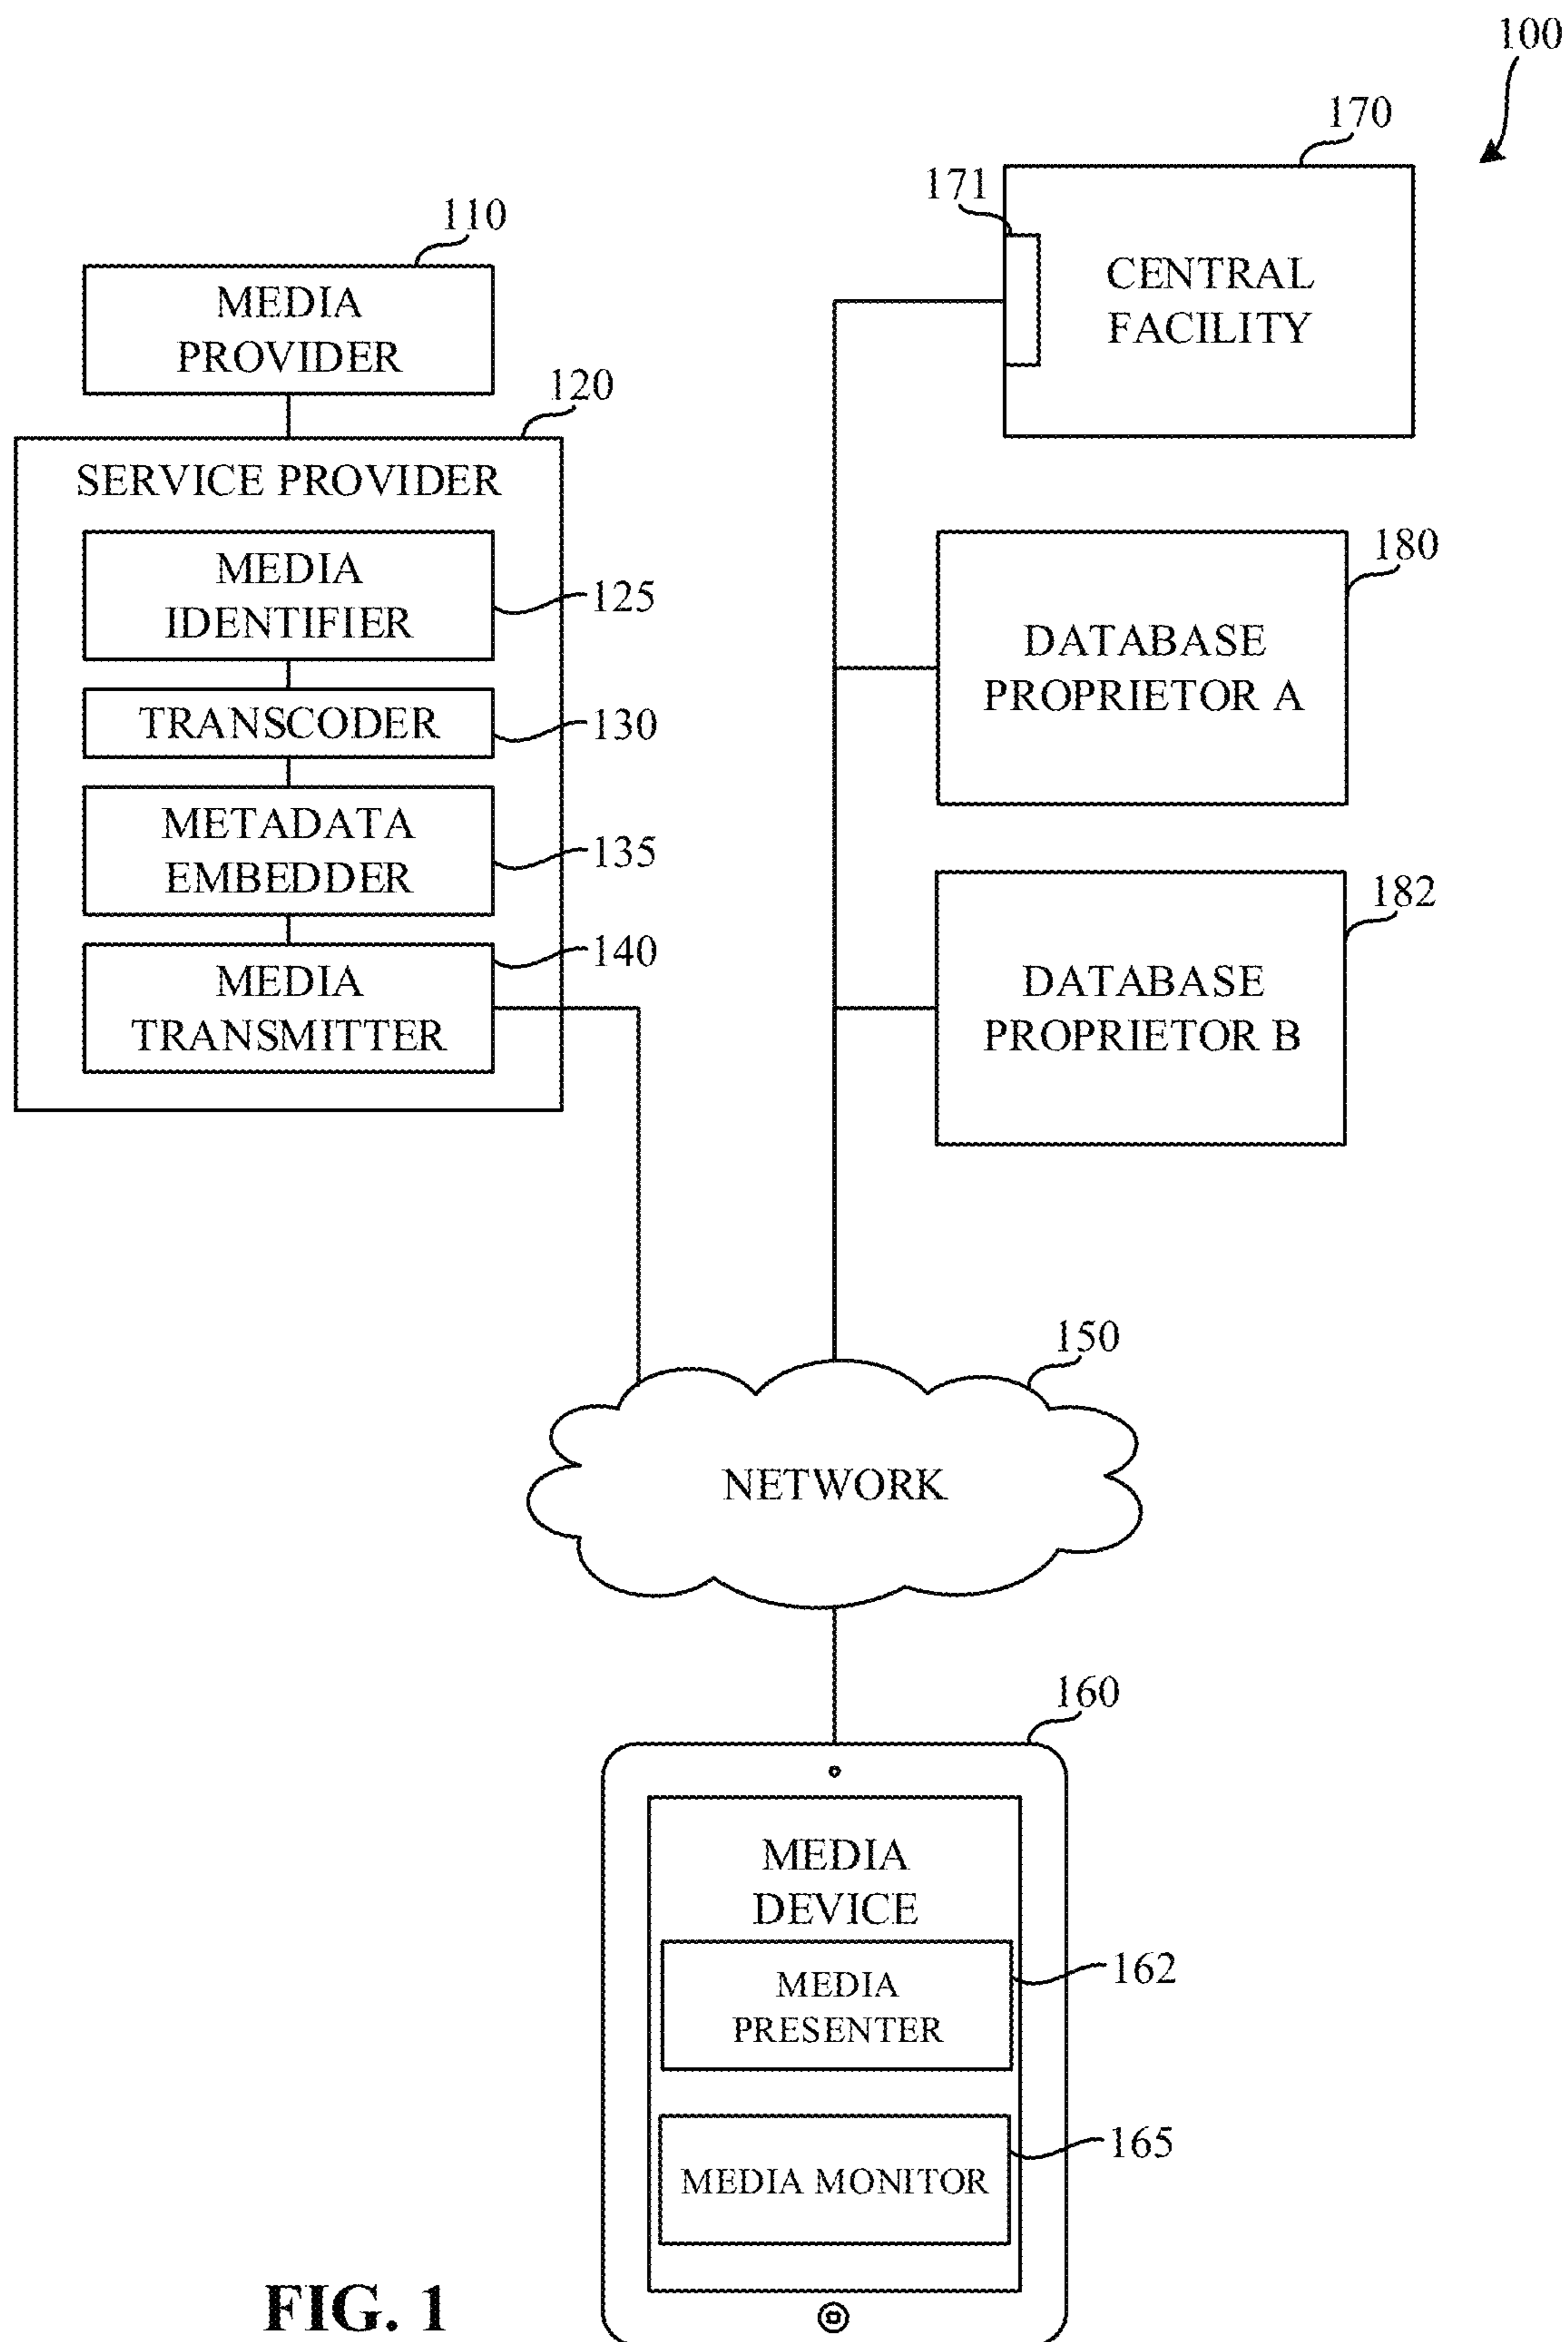 100
170
171
CENTRAL
FACILITY
110
MEDIA
PROVIDER
120
SERVICE PROVIDER
MEDIA
IDENTIFIER
125
TRANSCODER
130
METADATA
EMBEDDER
135
MEDIA
TRANSMITTER
140
180
DATABASE
PROPRIETOR A
182
DATABASE
PROPRIETOR B
150
NETWORK
160
MEDIA
DEVICE
MEDIA
PRESENTER
162
MEDIA MONITOR
165
FIG. 1